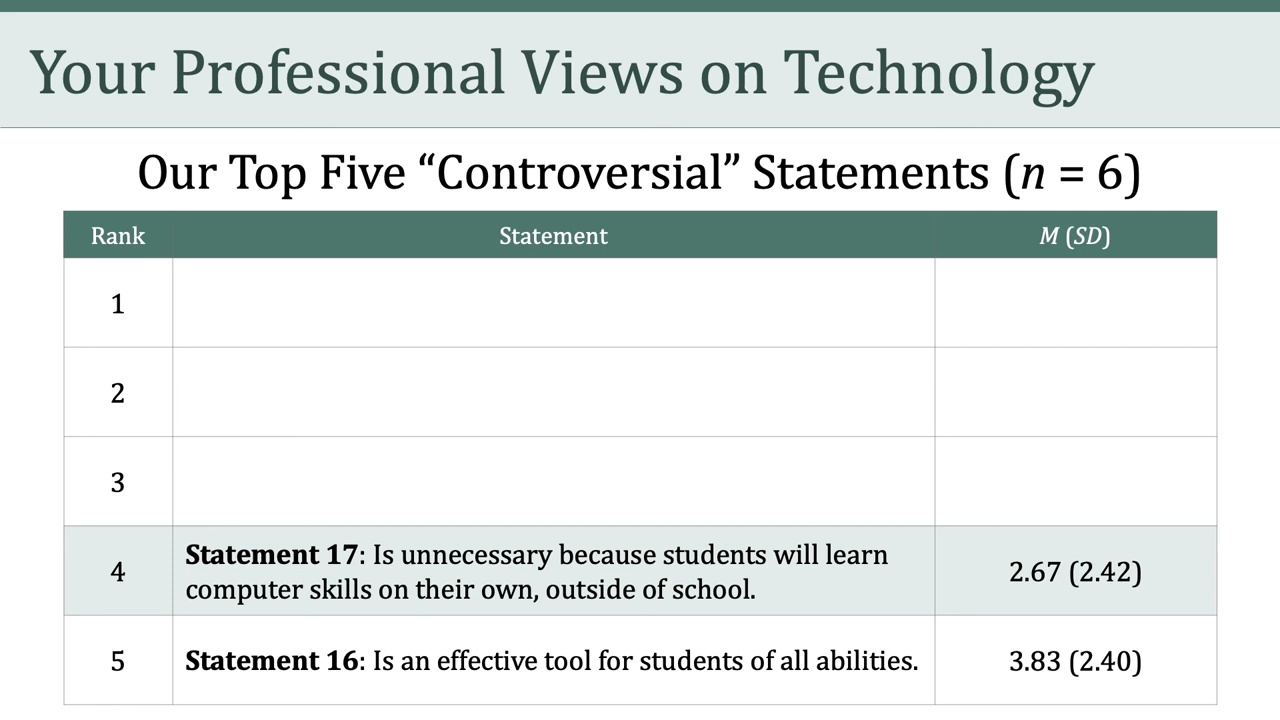 Your Professional Views on Technology
Our Top Five “Controversial” Statements (n = 6)
Rank Statement M (SD)
1
2
3
4 Statement 17: Is unnecessary because students will learn
computer skills on their own, outside of school. 2.67 (2.42)
5 Statement 16: Is an effective tool for students of all abilities. 3.83 (2.40)